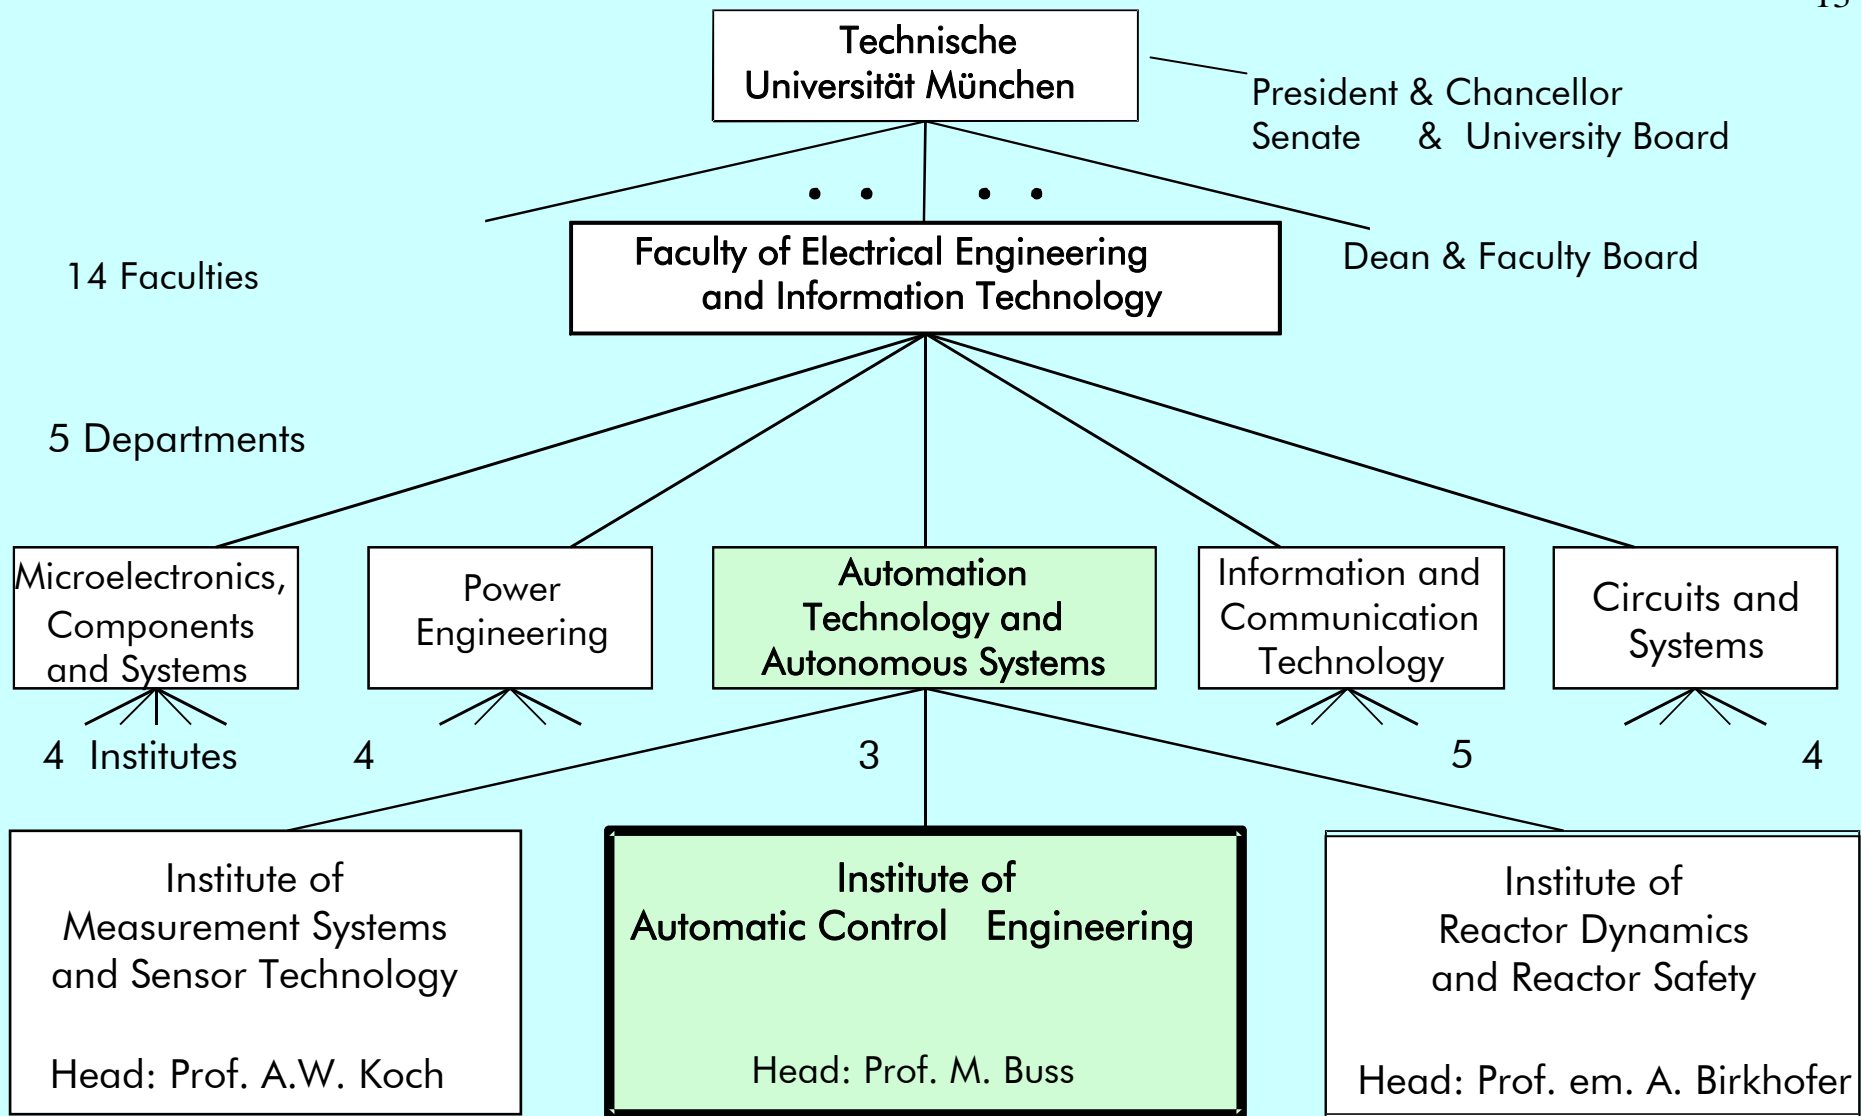 Technische
Universität München
President & Chancellor
Senate & University Board
14 Faculties
Faculty of Electrical Engineering
and Information Technology
Dean & Faculty Board
5 Departments
Microelectronics,
Components
and Systems
Power
Engineering
Automation
Technology and
Autonomous Systems
Information and
Communication
Technology
Circuits and
Systems
4 Institutes
4
3
5
4
Institute of
Measurement Systems
and Sensor Technology
Head: Prof. A.W. Koch
Institute of
Automatic Control Engineering
Head: Prof. M. Buss
Institute of
Reactor Dynamics
and Reactor Safety
Head: Prof. em. A. Birkhofer